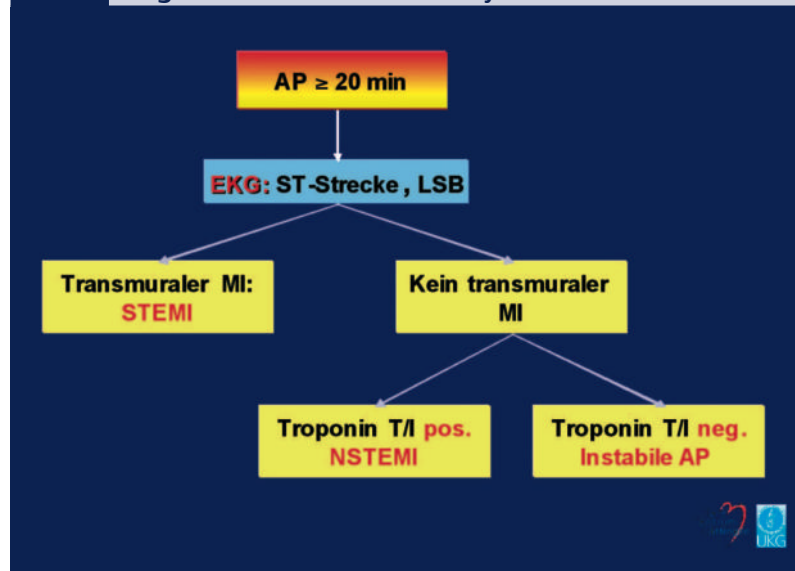 AP ≥ 20 min
EKG: ST-Strecke , LSB
Transmuraler MI:
STEMI
Kein transmuraler
MI
Troponin T/I pos.
NSTEMI
Troponin T/I neg.
Instabile AP
UKG